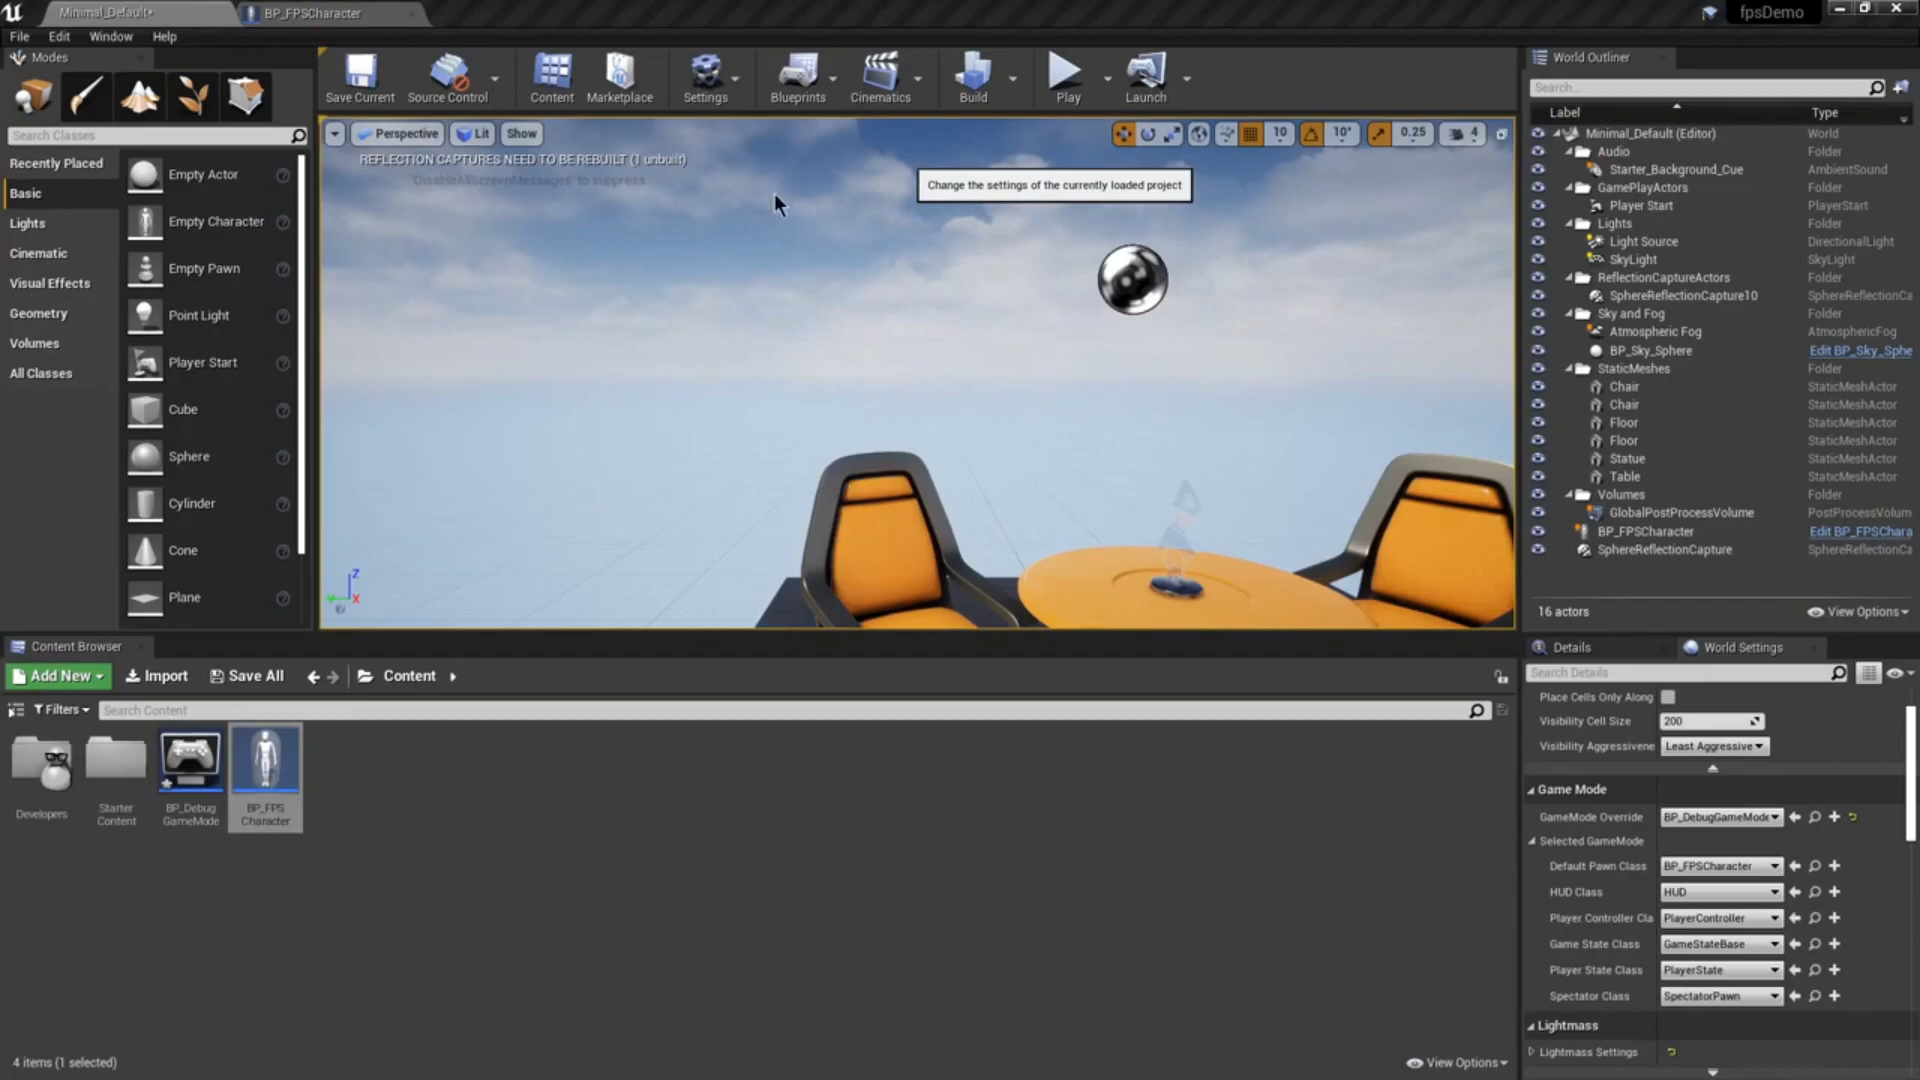 Minimal_Default*
BP_FPSCharacter
fpsDemo
File Edit Window Help
Modes
Search Classes
Recently Placed
Basic
Lights
Cinematic
Visual Effects
Geometry
Volumes
All Classes
Empty Actor
Empty Character
Empty Pawn
Point Light
Player Start
Cube
Sphere
Cylinder
Cone
Plane
Save Current Source Control Content Marketplace Settings Blueprints Cinematics Build Play Launch
Perspective Lit Show 10 10° 0.25 4
REFLECTION CAPTURES NEED TO BE REBUILT (1 unbuilt)
'DisableAllScreenMessages' to suppress
Change the settings of the currently loaded project
Z
X
World Outliner
Search...
Label Type
Minimal_Default (Editor) World
Audio Folder
Starter_Background_Cue AmbientSound
GamePlayActors Folder
Player Start PlayerStart
Lights Folder
Light Source DirectionalLight
SkyLight SkyLight
ReflectionCaptureActors Folder
SphereReflectionCapture10 SphereReflectionCa
Sky and Fog Folder
Atmospheric Fog AtmosphericFog
BP_Sky_Sphere Edit BP_Sky_Sphe
StaticMeshes Folder
Chair StaticMeshActor
Chair StaticMeshActor
Floor StaticMeshActor
Floor StaticMeshActor
Statue StaticMeshActor
Table StaticMeshActor
Volumes Folder
GlobalPostProcessVolume PostProcessVolum
BP_FPSCharacter Edit BP_FPSChara
SphereReflectionCapture SphereReflectionCa
16 actors View Options
Content Browser
Add New Import Save All Content
Filters Search Content
Developers
Starter
Content
BP_Debug
GameMode
BP_FPS
Character
4 items (1 selected) View Options
Details World Settings
Search Details
Place Cells Only Along
Visibility Cell Size 200
Visibility Aggressivene Least Aggressive
Game Mode
GameMode Override BP_DebugGameMode
Selected GameMode
Default Pawn Class BP_FPSCharacter
HUD Class HUD
Player Controller Cla PlayerController
Game State Class GameStateBase
Player State Class PlayerState
Spectator Class SpectatorPawn
Lightmass
Lightmass Settings